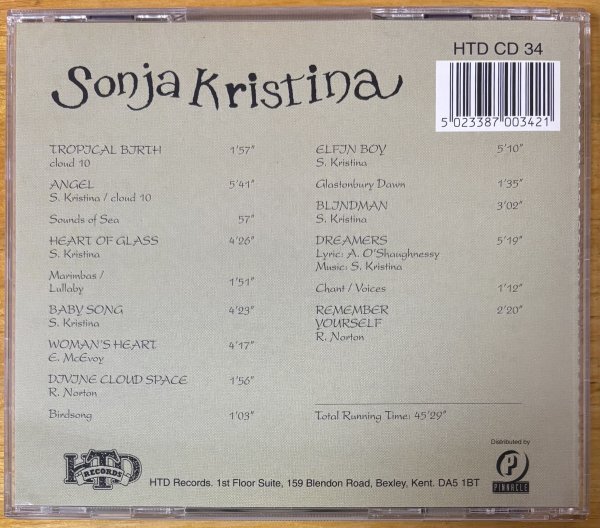 HTD CD 34
5 023387 003421
Sonja Kristina
TROPICAL BIRTH 1'57"
cloud 10
ANGEL 5'41"
S. Kristina / cloud 10
Sounds of Sea 57"
HEART OF GLASS 4'26"
S. Kristina
Marimbas /
Lullaby 1'51"
BABY SONG 4'23"
S. Kristina
WOMAN'S HEART 4'17"
E. McEvoy
DIVINE CLOUD SPACE 1'56"
R. Norton
Birdsong 1'03"
ELFIN BOY 5'10"
S. Kristina
Glastonbury Dawn 1'35"
BLINDMAN 3'02"
S. Kristina
DREAMERS 5'19"
Lyric: A. O'Shaughnessy
Music: S. Kristina
Chant / Voices 1'12"
REMEMBER 2'20"
YOURSELF
R. Norton
Total Running Time: 45'29"
HTD
RECORDS
HTD Records. 1st Floor Suite, 159 Blendon Road, Bexley, Kent. DA5 1BT
Distributed by
P
PINNACLE